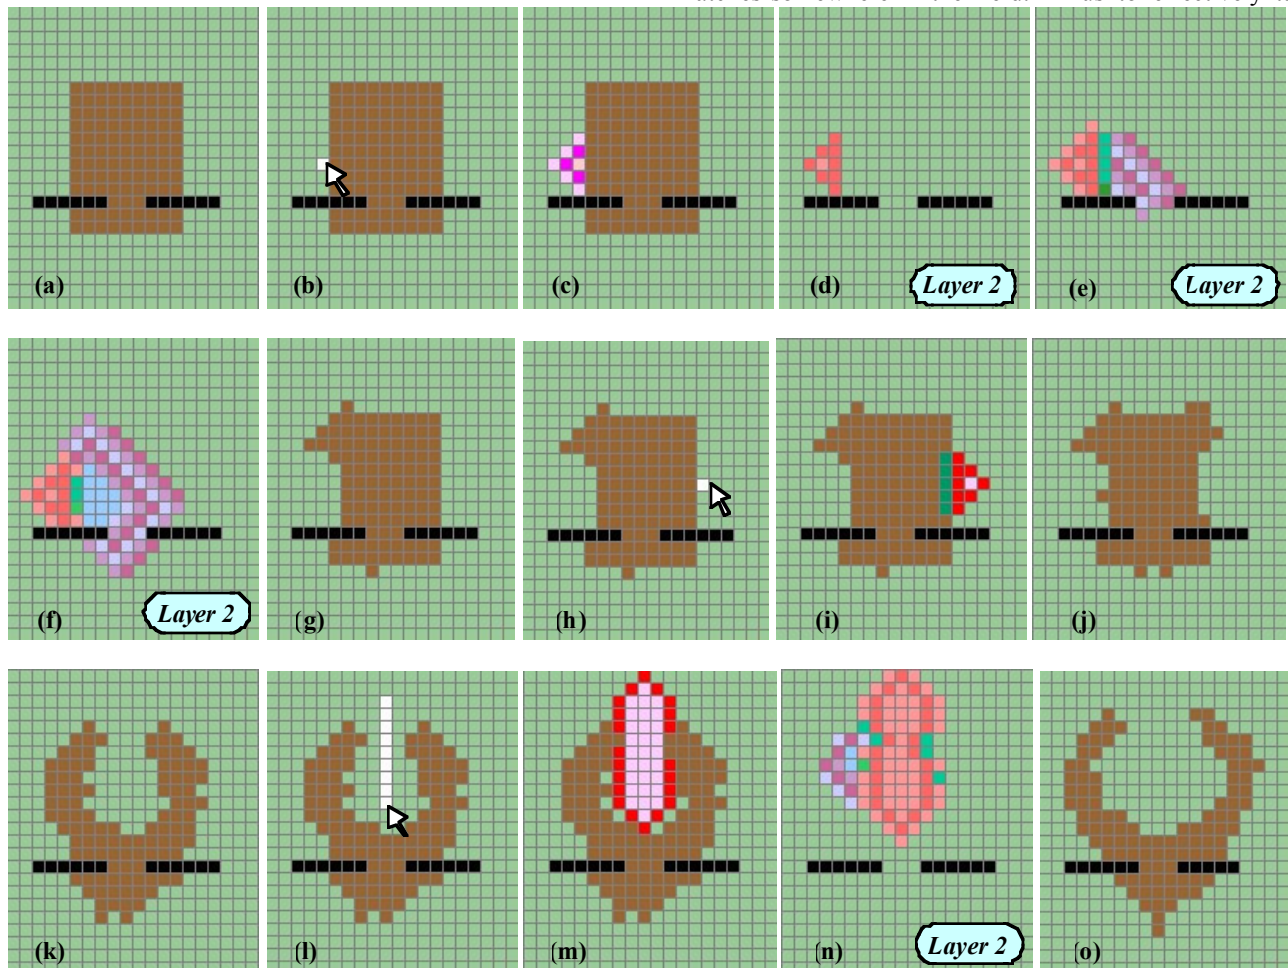 (a)
(b)
(c)
(d)
Layer 2
(e)
Layer 2
(f)
Layer 2
(g)
(h)
(i)
(j)
(k)
(l)
(m)
(n)
Layer 2
(o)